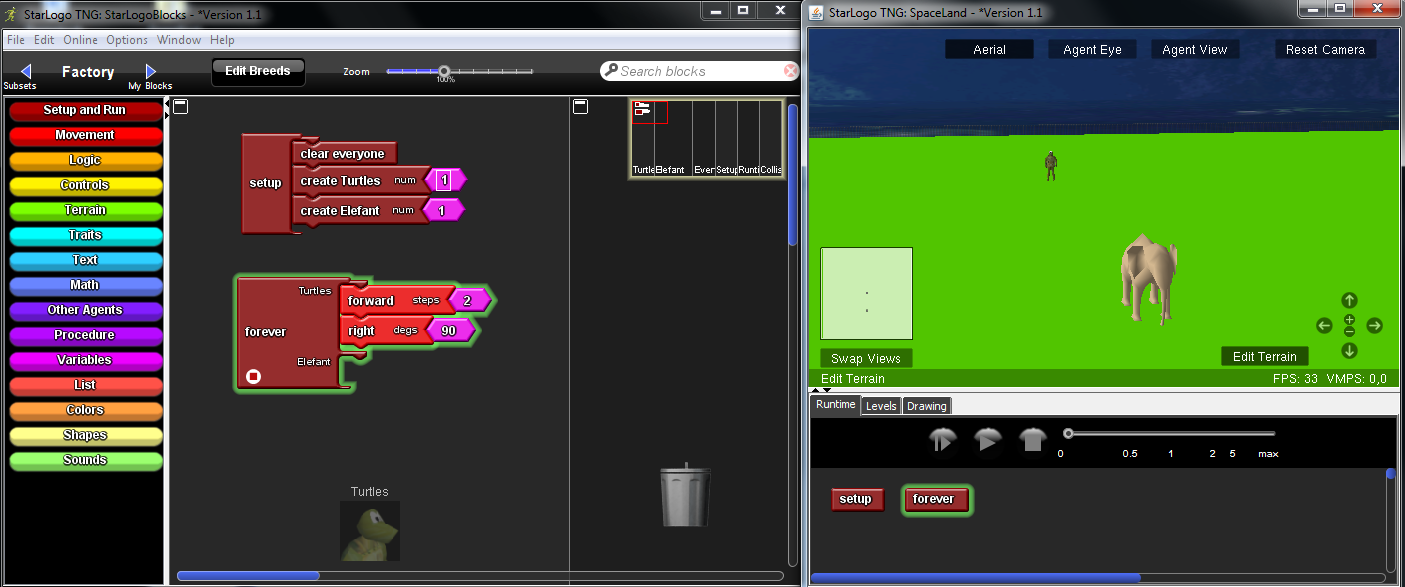 StarLogo TNG: StarLogoBlocks - *Version 1.1
File Edit Online Options Window Help
Subsets
Factory
My Blocks
Edit Breeds
Zoom
100%
Search blocks
Setup and Run
Movement
Logic
Controls
Terrain
Traits
Text
Math
Other Agents
Procedure
Variables
List
Colors
Shapes
Sounds
setup
clear everyone
create Turtles num 1
create Elefant num 1
forever
Turtles
forward steps 2
right degs 90
Elefant
Turtles
Turtle Elefant Ever Setup Runti Collis
StarLogo TNG: SpaceLand - *Version 1.1
Aerial Agent Eye Agent View Reset Camera
Swap Views
Edit Terrain
Edit Terrain
FPS: 33 VMPS: 0,0
Runtime Levels Drawing
0 0.5 1 2 5 max
setup forever